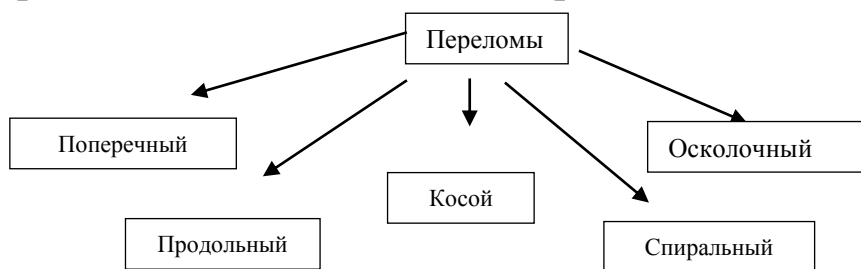 Переломы
Поперечный
Осколочный
Косой
Продольный
Спиральный